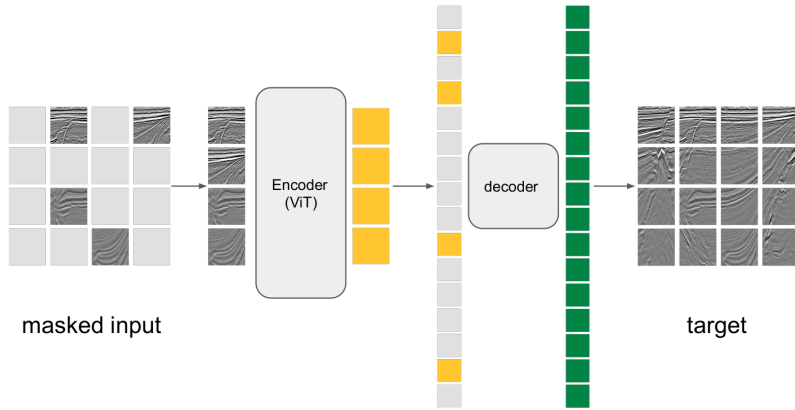 Encoder
(ViT)
decoder
masked input
target